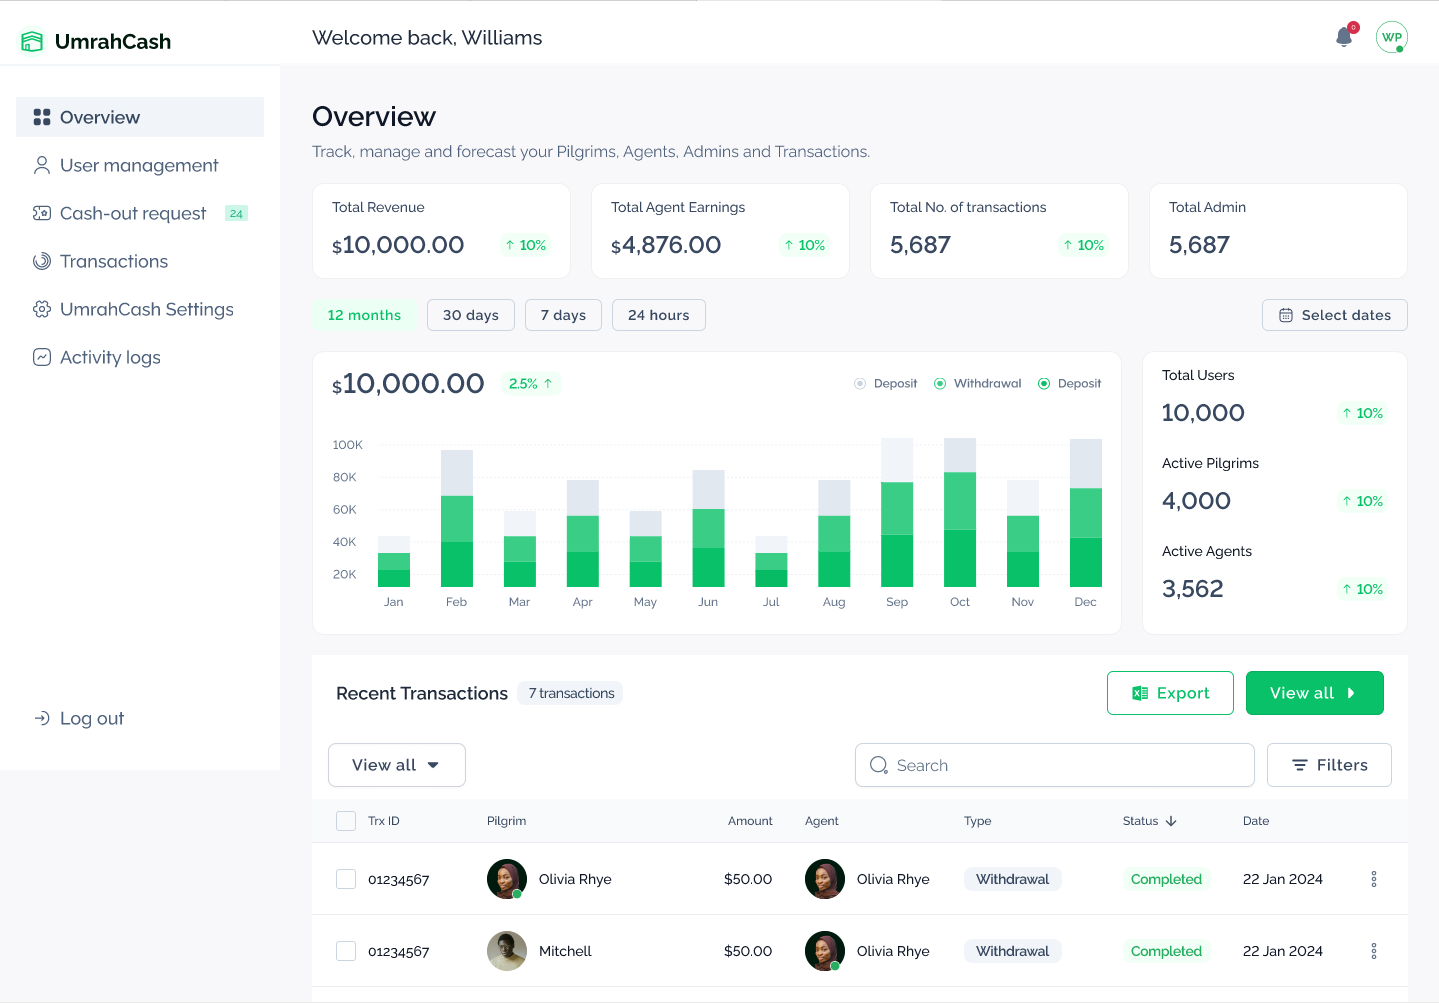 UmrahCash
Welcome back, Williams
0
WP
Overview
User management
Cash-out request 24
Transactions
UmrahCash Settings
Activity logs
Log out
Overview
Track, manage and forecast your Pilgrims, Agents, Admins and Transactions.
Total Revenue
$10,000.00
↑ 10%
Total Agent Earnings
$4,876.00
↑ 10%
Total No. of transactions
5,687
↑ 10%
Total Admin
5,687
12 months
30 days
7 days
24 hours
Select dates
$10,000.00
2.5% ↑
Deposit
Withdrawal
Deposit
100K
80K
60K
40K
20K
Jan Feb Mar Apr May Jun Jul Aug Sep Oct Nov Dec
Total Users
10,000
↑ 10%
Active Pilgrims
4,000
↑ 10%
Active Agents
3,562
↑ 10%
Recent Transactions
7 transactions
Export
View all
View all
Search
Filters
Trx ID Pilgrim Amount Agent Type Status ↓ Date
01234567 Olivia Rhye $50.00 Olivia Rhye Withdrawal Completed 22 Jan 2024
01234567 Mitchell $50.00 Olivia Rhye Withdrawal Completed 22 Jan 2024